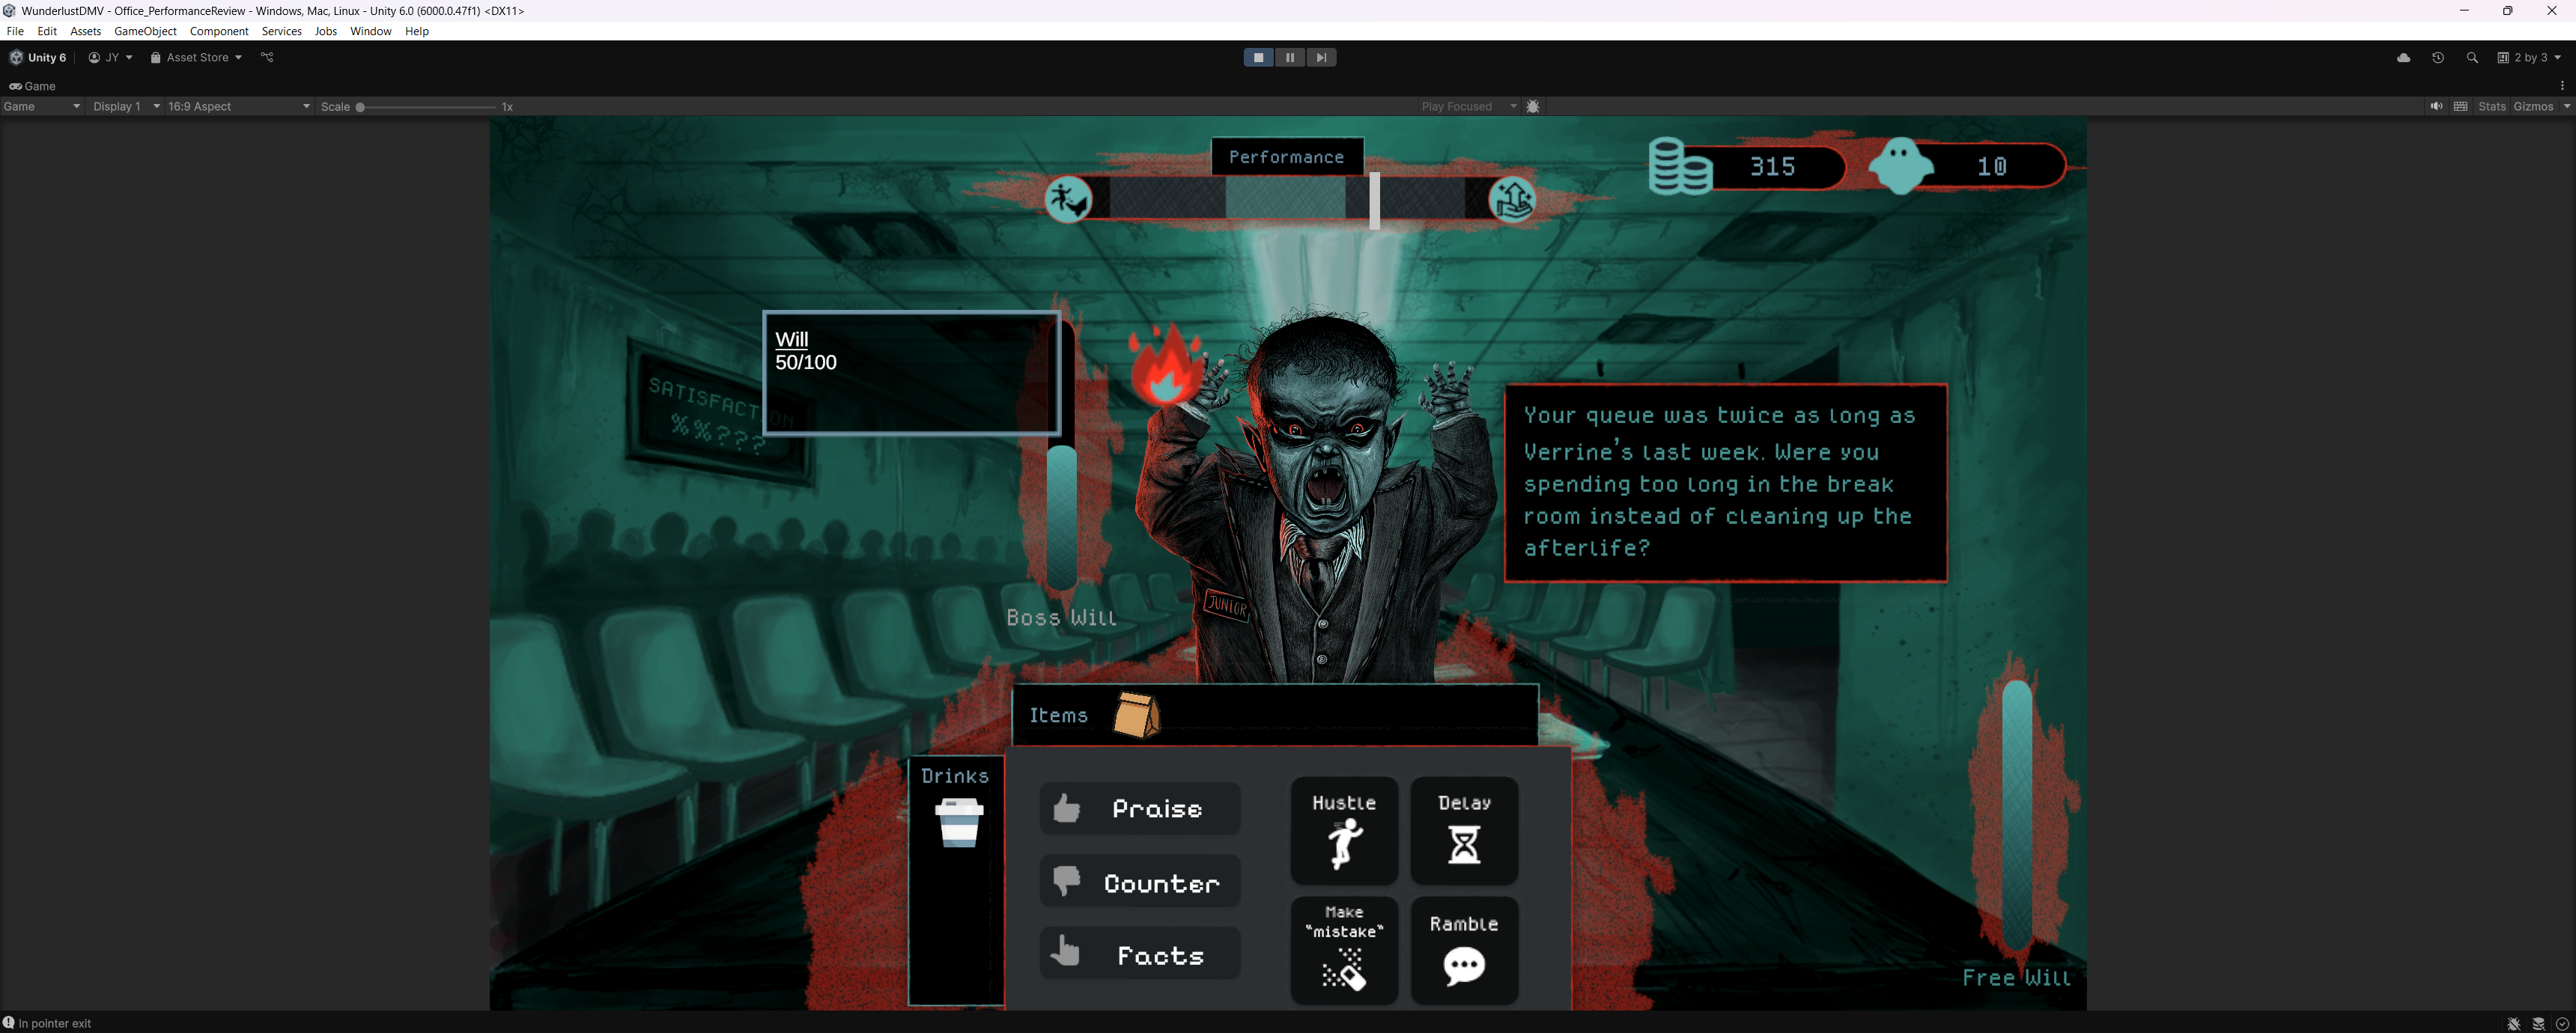 WunderlustDMV - Office_PerformanceReview - Windows, Mac, Linux - Unity 6.0 (6000.0.47f1) <DX11>
File Edit Assets GameObject Component Services Jobs Window Help
Unity 6 JY Asset Store 2 by 3
Game
Game Display 1 16:9 Aspect Scale 1x Play Focused Stats Gizmos
Performance
315
10
Will
50/100
SATISFACTION
%%???
Your queue was twice as long as
Verrine's last week. Were you
spending too long in the break
room instead of cleaning up the
afterlife?
JUNIOR
Boss Will
Items
Drinks
Praise
Counter
Facts
Hustle
Delay
Make
"mistake"
Ramble
Free Will
In pointer exit